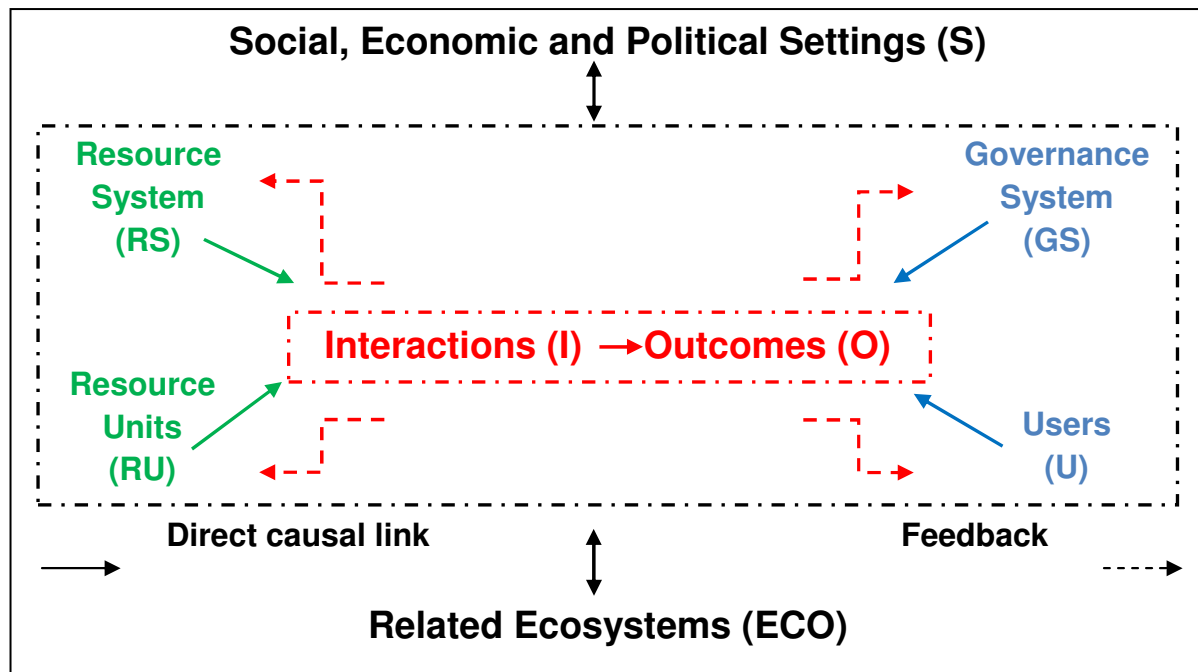 Social, Economic and Political Settings (S)
Resource
System
(RS)
Governance
System
(GS)
Interactions (I)
Outcomes (O)
Resource
Units
(RU)
Users
(U)
Direct causal link
Feedback
Related Ecosystems (ECO)